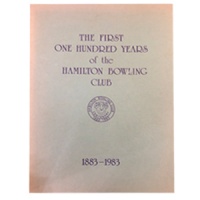 THE FIRST
ONE HUNDRED YEARS
of the
HAMILTON BOWLING
CLUB
1883-1983